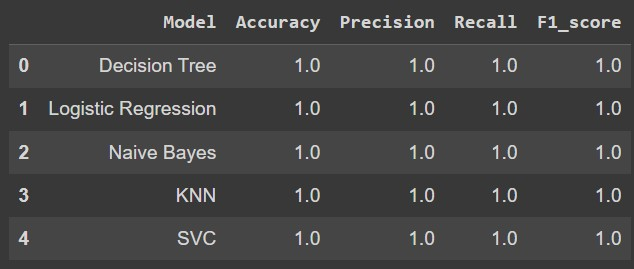 Model Accuracy Precision Recall F1_score
0 Decision Tree 1.0 1.0 1.0 1.0
1 Logistic Regression 1.0 1.0 1.0 1.0
2 Naive Bayes 1.0 1.0 1.0 1.0
3 KNN 1.0 1.0 1.0 1.0
4 SVC 1.0 1.0 1.0 1.0